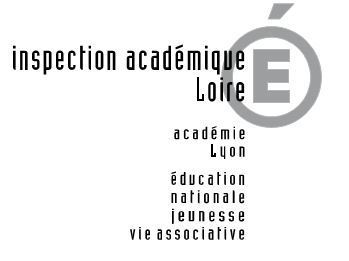 inspection académique
Loire
É
académie
Lyon
éducation
nationale
jeunesse
vie associative